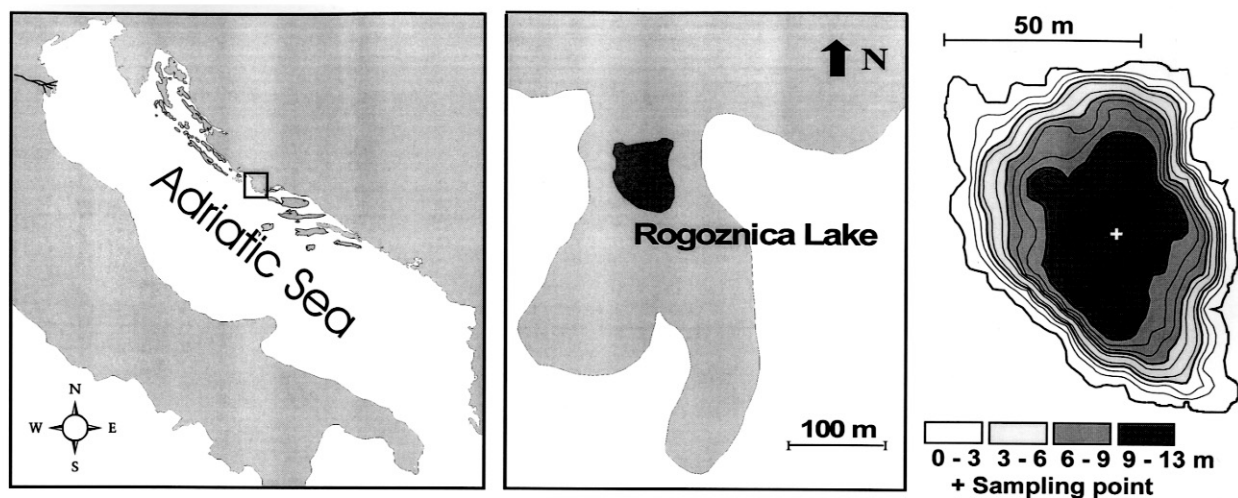 Adriatic Sea
N
W E
S
N
Rogoznica Lake
100 m
50 m
0 - 3 3 - 6 6 - 9 9 - 13 m
+ Sampling point